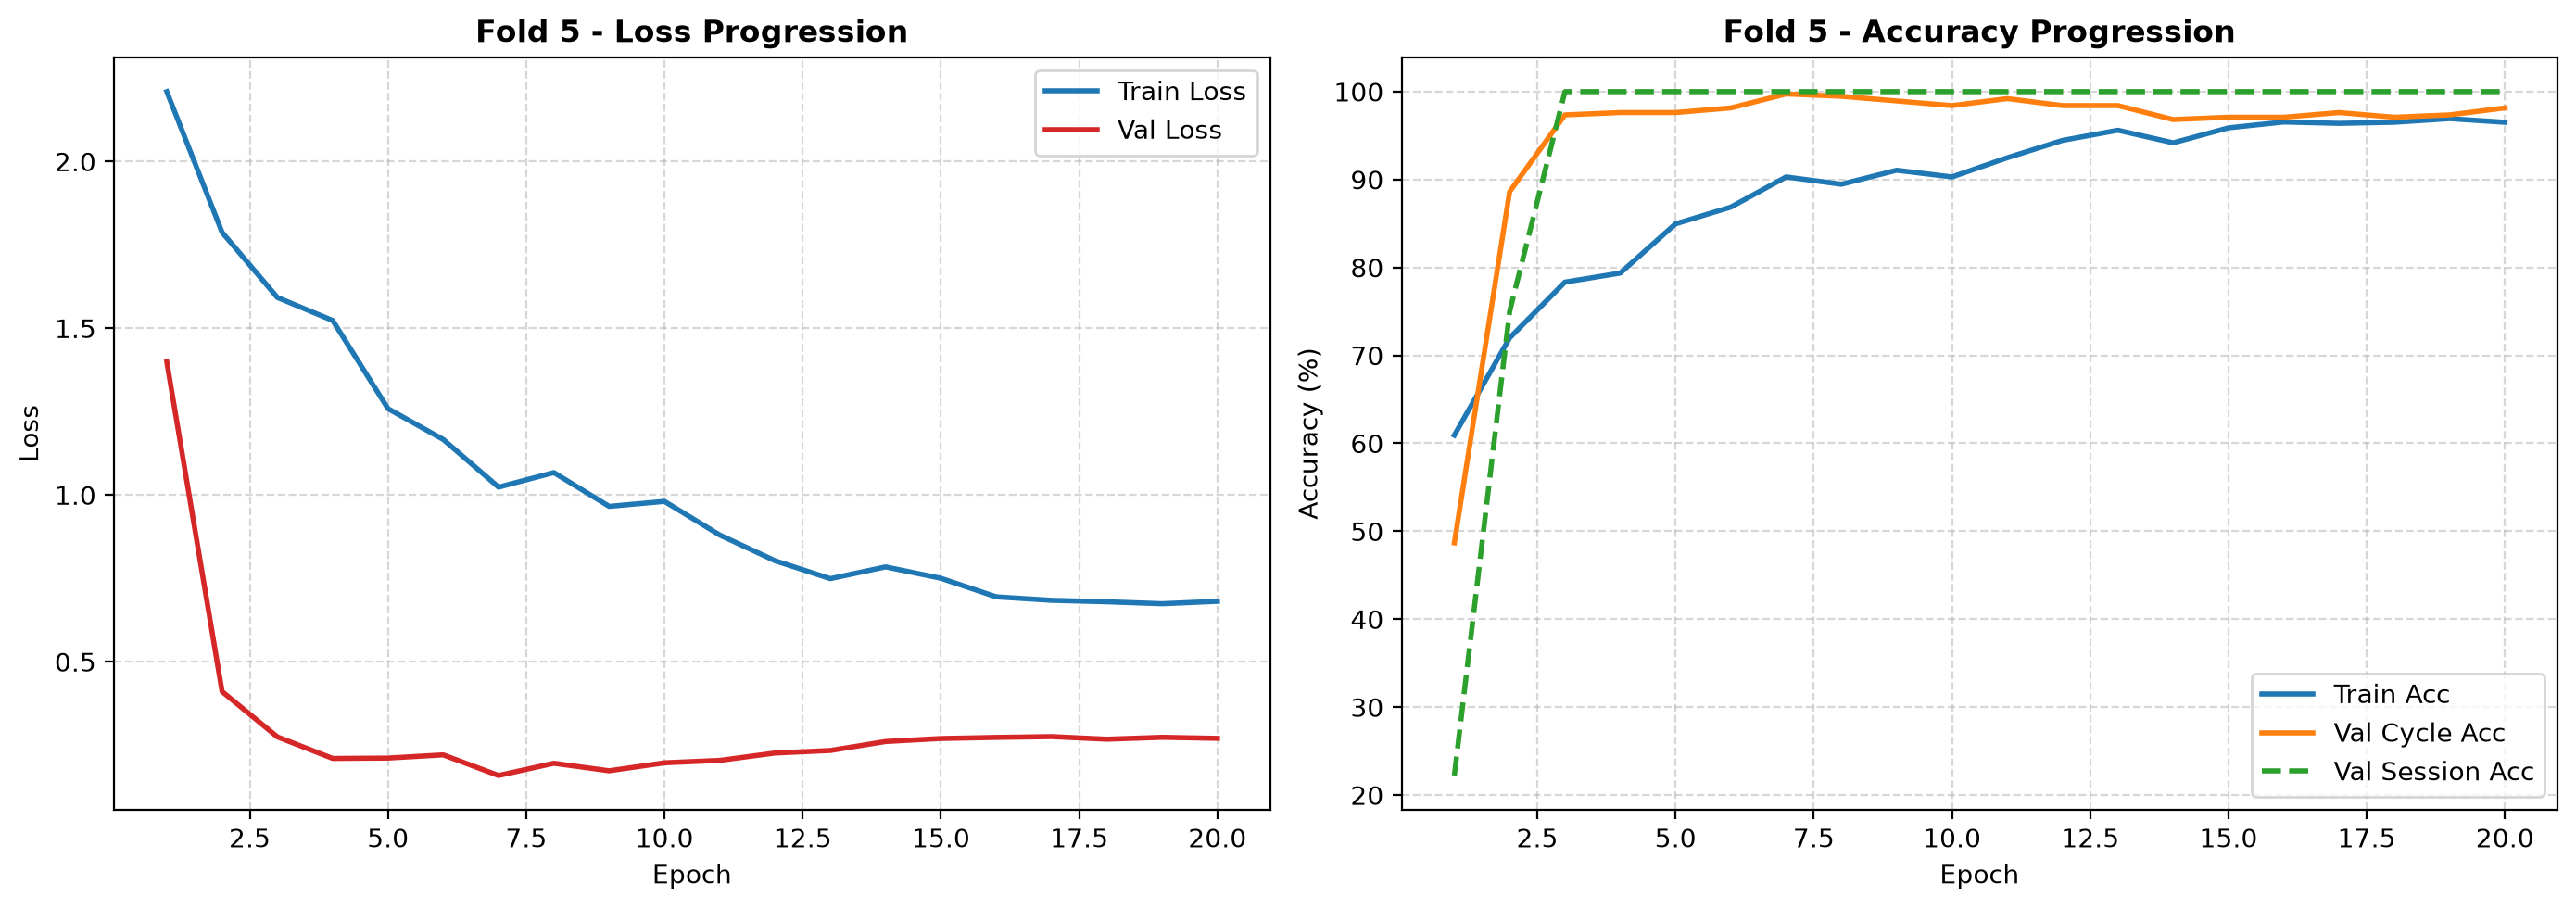 Fold 5 - Loss Progression
Train Loss
Val Loss
Loss
2.0
1.5
1.0
0.5
2.5 5.0 7.5 10.0 12.5 15.0 17.5 20.0
Epoch
Fold 5 - Accuracy Progression
Accuracy (%)
100
90
80
70
60
50
40
30
20
Train Acc
Val Cycle Acc
Val Session Acc
2.5 5.0 7.5 10.0 12.5 15.0 17.5 20.0
Epoch